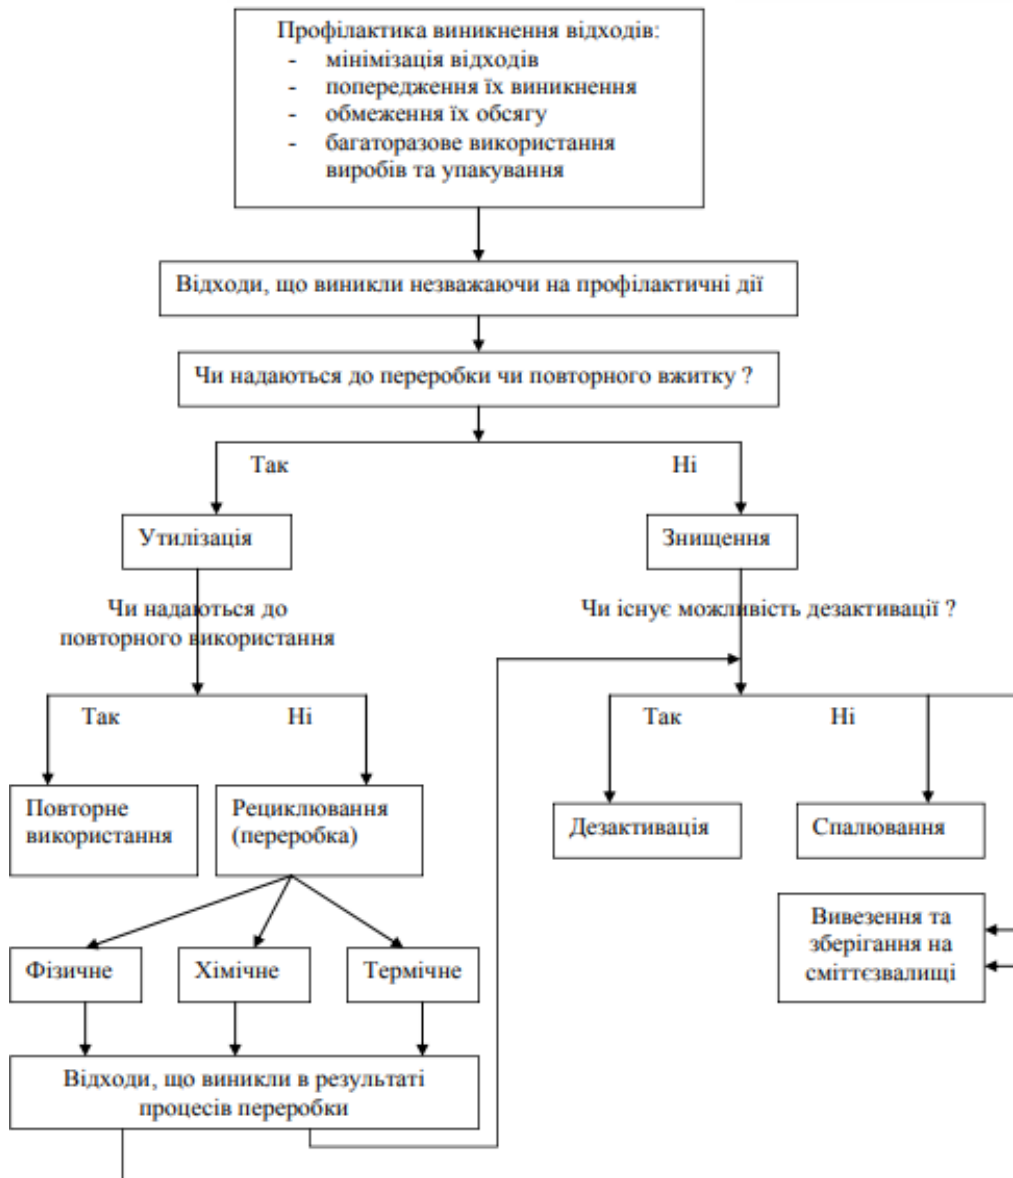 Профілактика виникнення відходів:
- мінімізація відходів
- попередження їх виникнення
- обмеження їх обсягу
- багаторазове використання
виробів та упакування
Відходи, що виникли незважаючи на профілактичні дії
Чи надаються до переробки чи повторного вжитку ?
Так
Ні
Утилізація
Знищення
Чи надаються до
повторного використання
Чи існує можливість дезактивації ?
Так
Ні
Так
Ні
Повторне
використання
Рециклювання
(переробка)
Дезактивація
Спалювання
Вивезення та
зберігання на
сміттєзвалищі
Фізичне
Хімічне
Термічне
Відходи, що виникли в результаті
процесів переробки